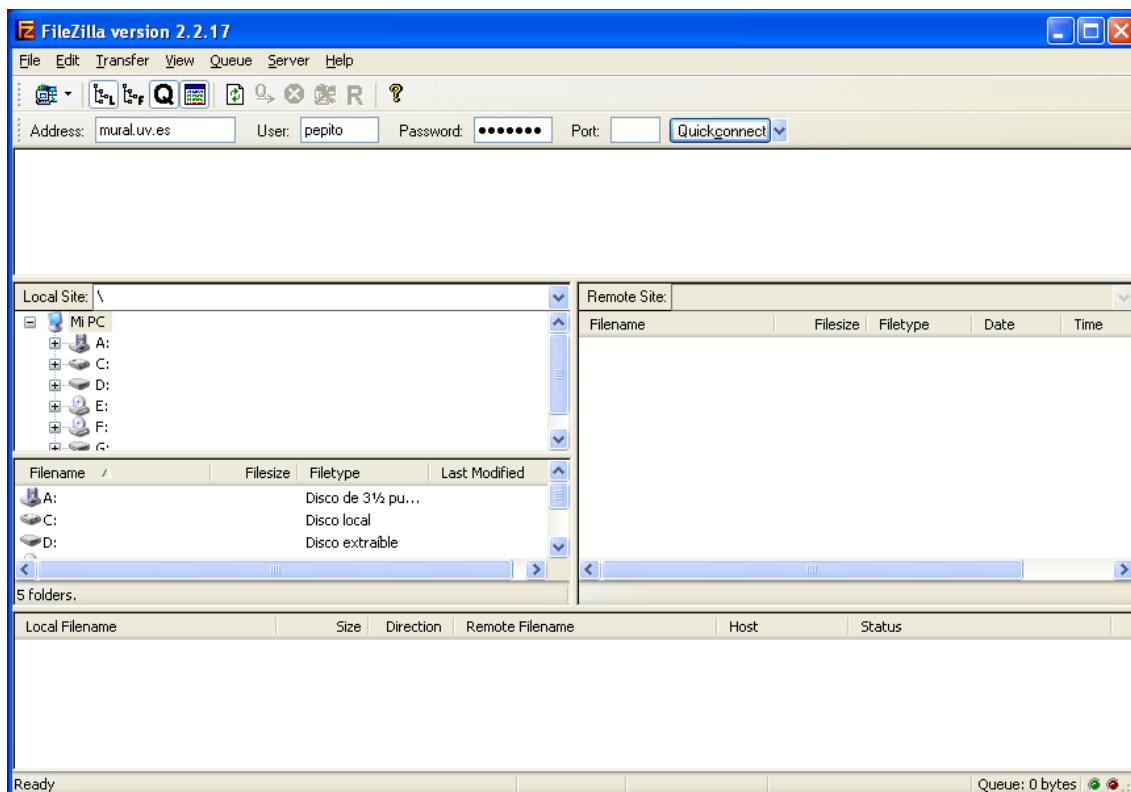 FileZilla version 2.2.17
File Edit Transfer View Queue Server Help
Address: mural.uv.es User: pepito Password: ●●●●●●● Port: Quickconnect
Local Site: \
Mi PC
A:
C:
D:
E:
F:
G:
Filename Filesize Filetype Last Modified
A: Disco de 3½ pu...
C: Disco local
D: Disco extraíble
5 folders.
Remote Site:
Filename Filesize Filetype Date Time
Local Filename Size Direction Remote Filename Host Status
Ready Queue: 0 bytes